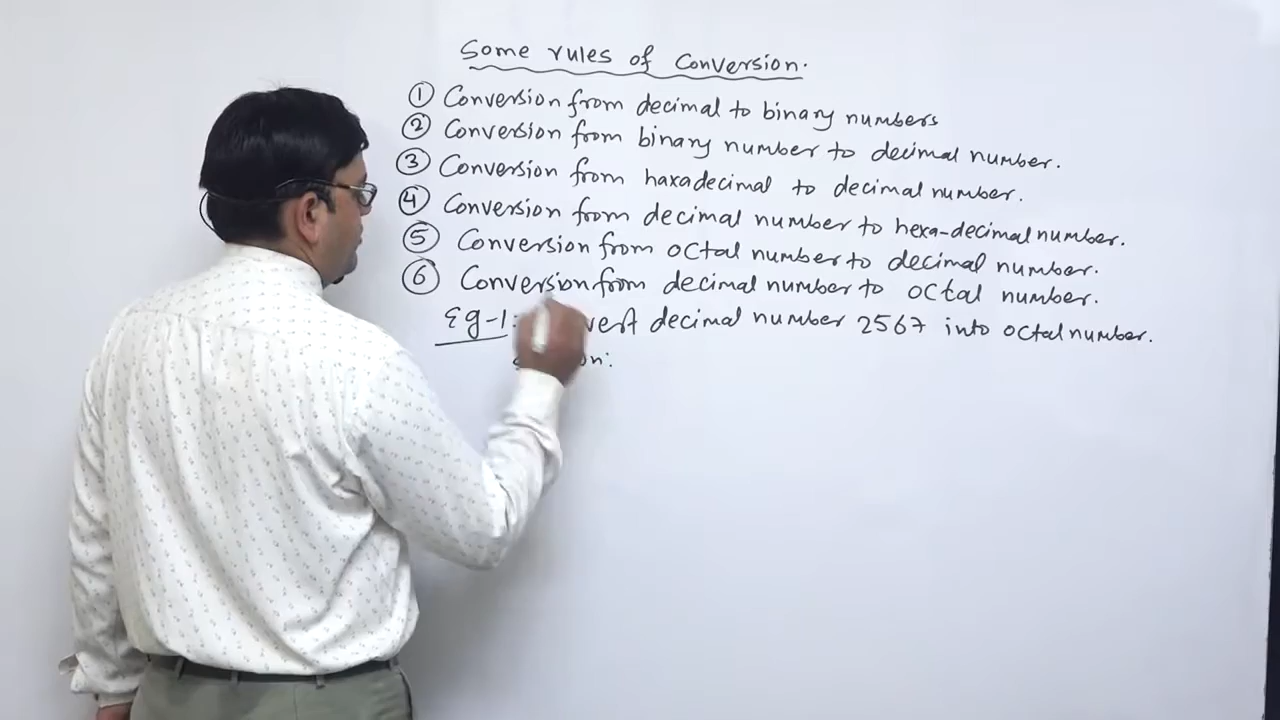 Some rules of Conversion.
① Conversion from decimal to binary numbers
② Conversion from binary number to decimal number.
③ Conversion from haxadecimal to decimal number.
④ Conversion from decimal number to hexa-decimal number.
⑤ Conversion from octal number to decimal number.
⑥ Conversion from decimal number to octal number.
Eg-1: decimal number 2567 into octal number.